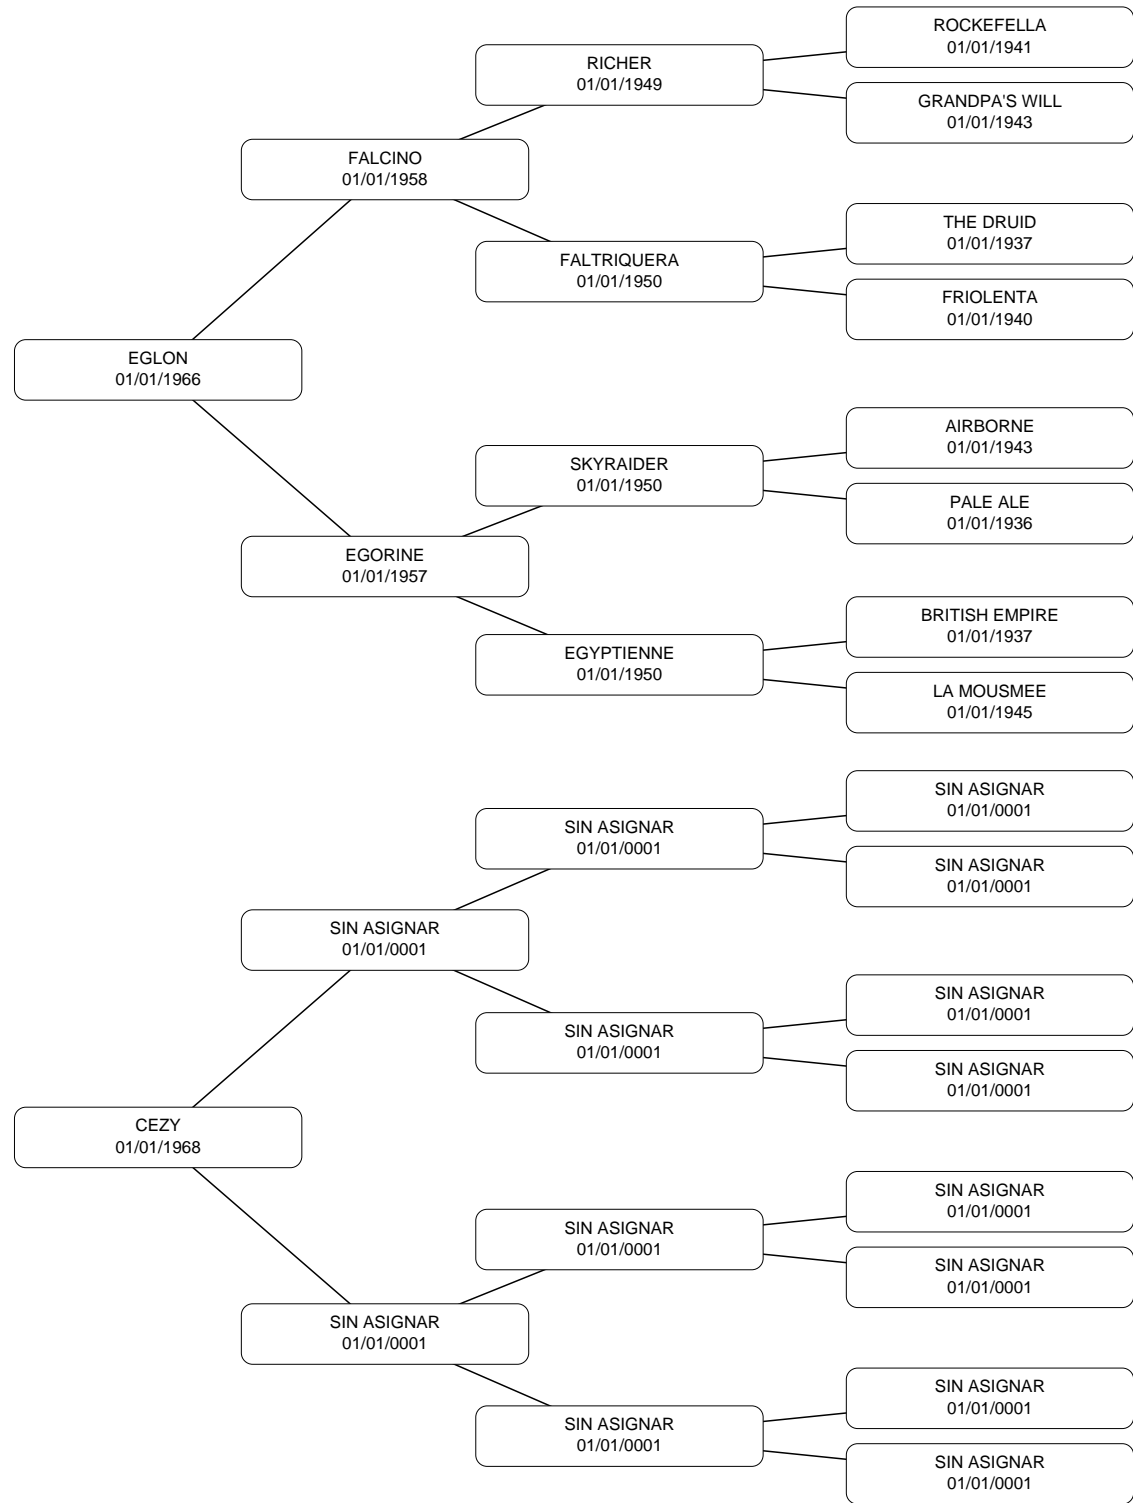 ROCKEFELLA
01/01/1941
RICHER
01/01/1949
GRANDPA'S WILL
01/01/1943
FALCINO
01/01/1958
THE DRUID
01/01/1937
FALTRIQUERA
01/01/1950
FRIOLENTA
01/01/1940
EGLON
01/01/1966
AIRBORNE
01/01/1943
SKYRAIDER
01/01/1950
PALE ALE
01/01/1936
EGORINE
01/01/1957
BRITISH EMPIRE
01/01/1937
EGYPTIENNE
01/01/1950
LA MOUSMEE
01/01/1945
SIN ASIGNAR
01/01/0001
SIN ASIGNAR
01/01/0001
SIN ASIGNAR
01/01/0001
SIN ASIGNAR
01/01/0001
SIN ASIGNAR
01/01/0001
SIN ASIGNAR
01/01/0001
SIN ASIGNAR
01/01/0001
CEZY
01/01/1968
SIN ASIGNAR
01/01/0001
SIN ASIGNAR
01/01/0001
SIN ASIGNAR
01/01/0001
SIN ASIGNAR
01/01/0001
SIN ASIGNAR
01/01/0001
SIN ASIGNAR
01/01/0001
SIN ASIGNAR
01/01/0001